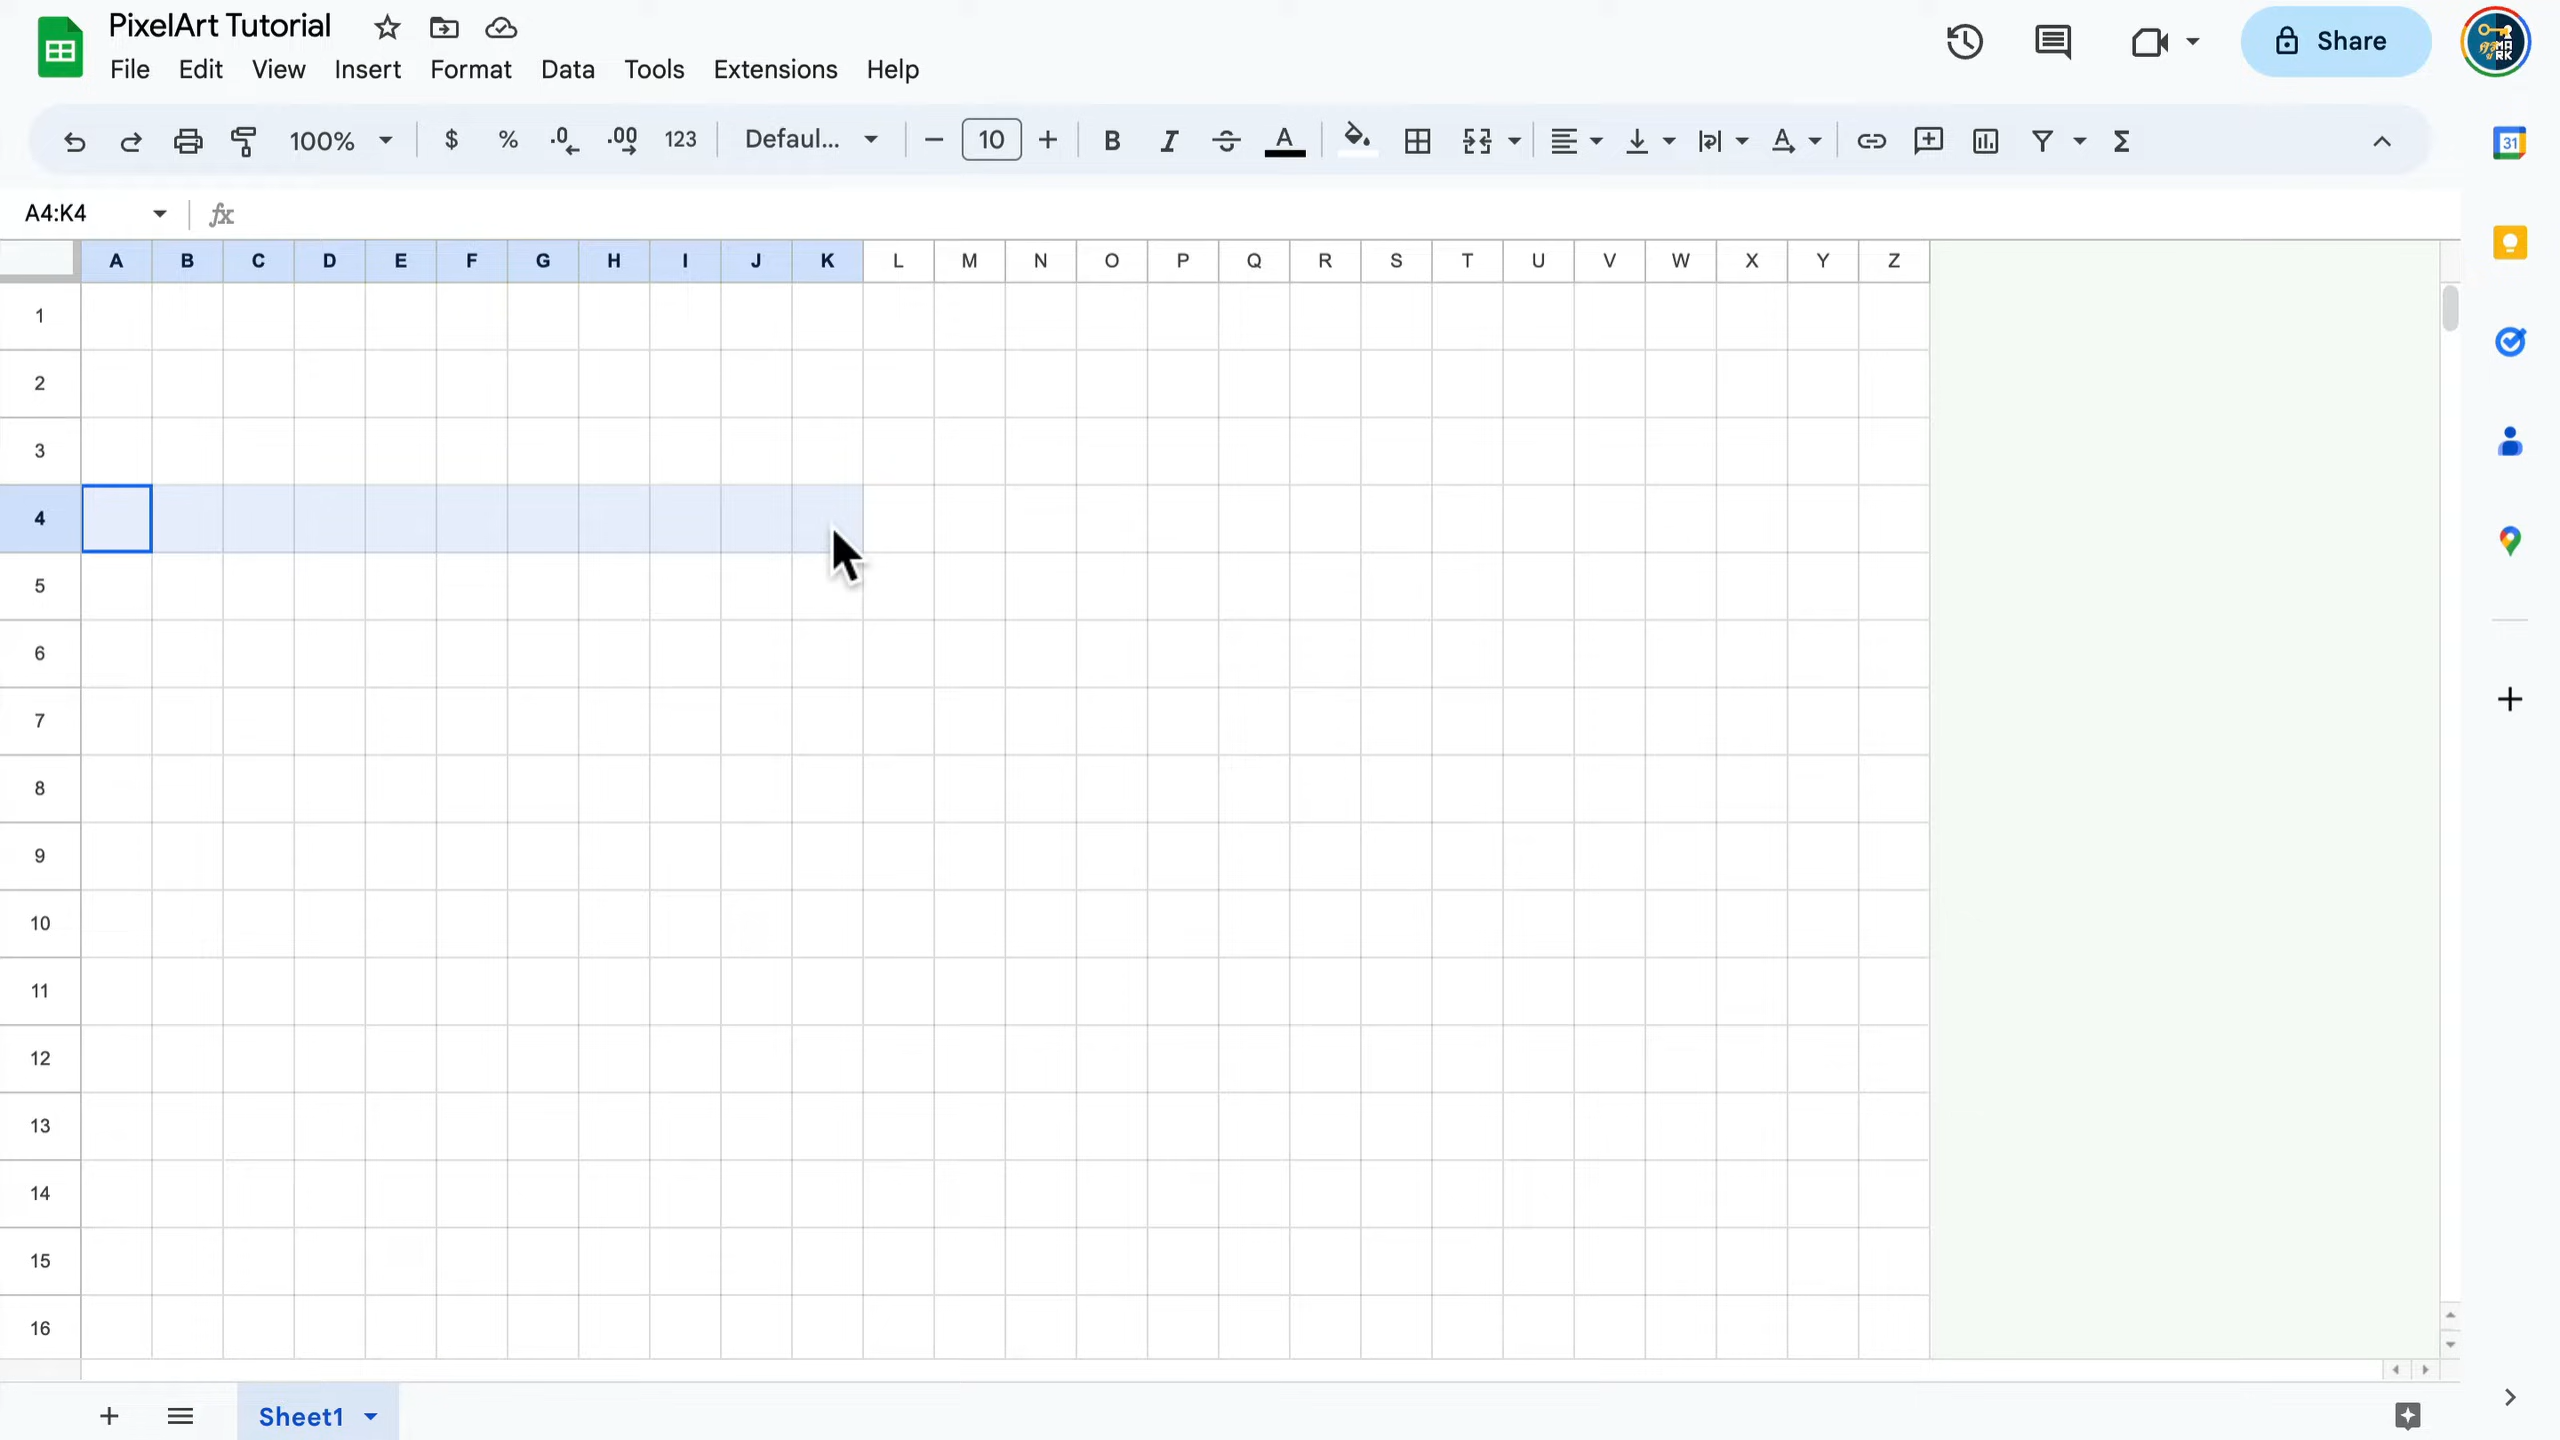 PixelArt Tutorial
File Edit View Insert Format Data Tools Extensions Help
Share
100% $ % .0 .00 123 Defaul... 10 B I S A A Σ
31
A4:K4 fx
A B C D E F G H I J K L M N O P Q R S T U V W X Y Z
1
2
3
4
5
6
7
8
9
10
11
12
13
14
15
16
Sheet1